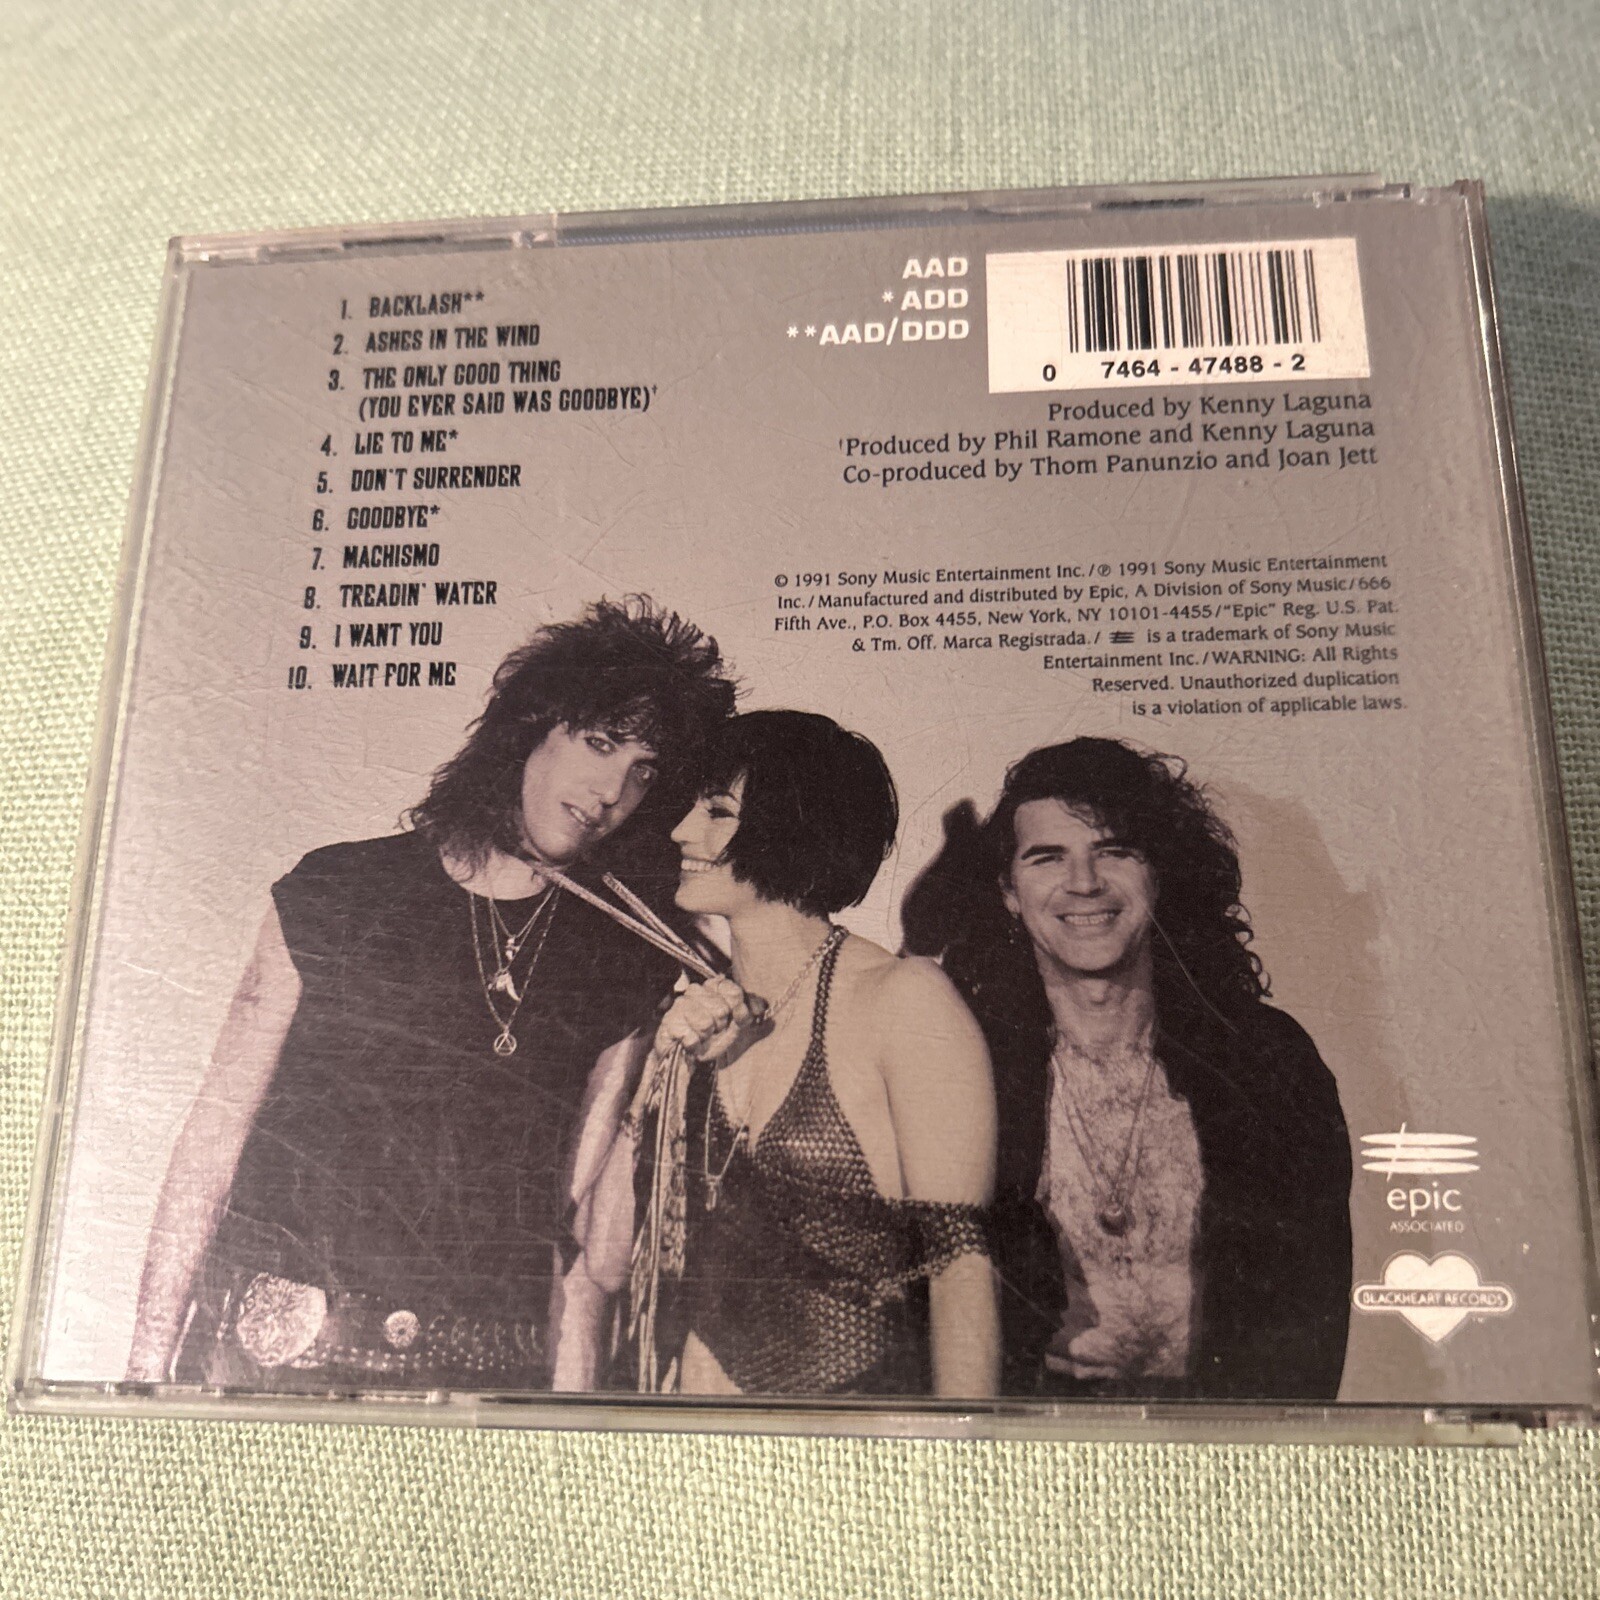 1. BACKLASH**
2. ASHES IN THE WIND
3. THE ONLY GOOD THING
(YOU EVER SAID WAS GOODBYE)†
4. LIE TO ME*
5. DON'T SURRENDER
6. GOODBYE*
7. MACHISMO
8. TREADIN' WATER
9. I WANT YOU
10. WAIT FOR ME
AAD
*ADD
**AAD/DDD
0 7464-47488-2
Produced by Kenny Laguna
†Produced by Phil Ramone and Kenny Laguna
Co-produced by Thom Panunzio and Joan Jett
© 1991 Sony Music Entertainment Inc./℗ 1991 Sony Music Entertainment
Inc./Manufactured and distributed by Epic, A Division of Sony Music/666
Fifth Ave., P.O. Box 4455, New York, NY 10101-4455/"Epic" Reg. U.S. Pat.
& Tm. Off. Marca Registrada./ is a trademark of Sony Music
Entertainment Inc./WARNING: All Rights
Reserved. Unauthorized duplication
is a violation of applicable laws.
epic
ASSOCIATED
BLACKHEART RECORDS